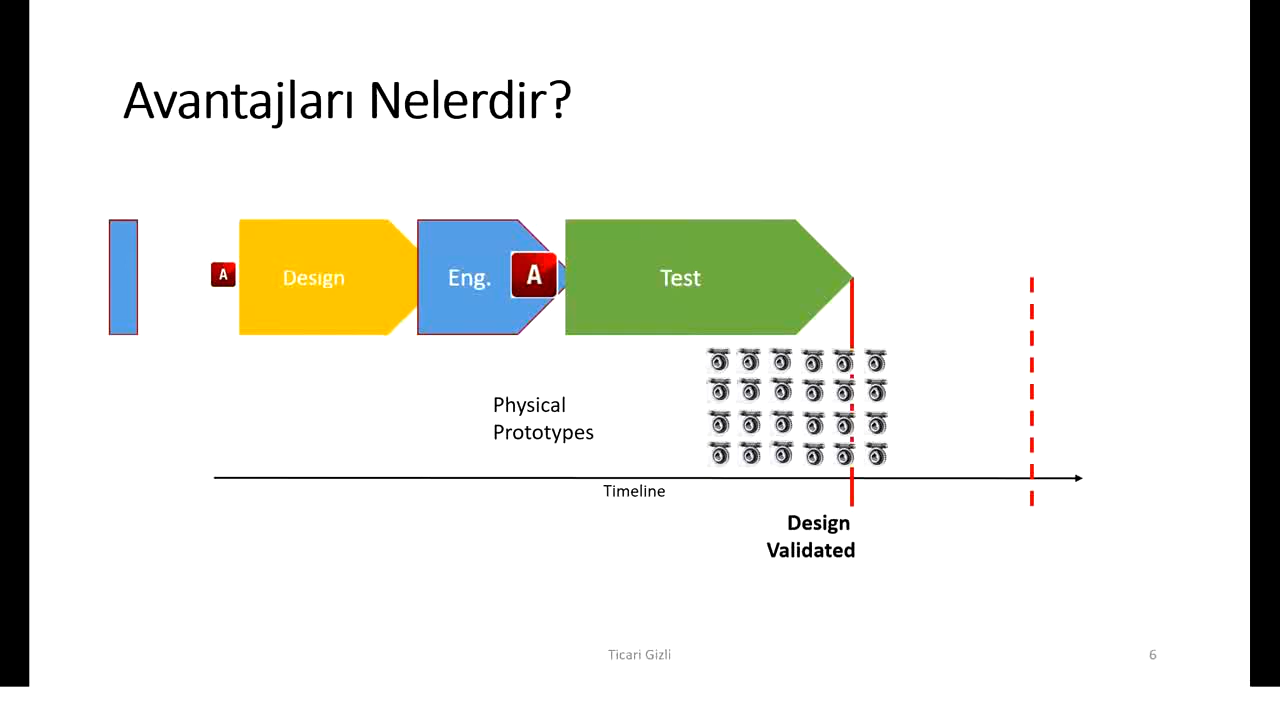 Avantajları Nelerdir?
A
Design
Eng.
A
Test
Physical
Prototypes
Timeline
Design
Validated
Ticari Gizli
6